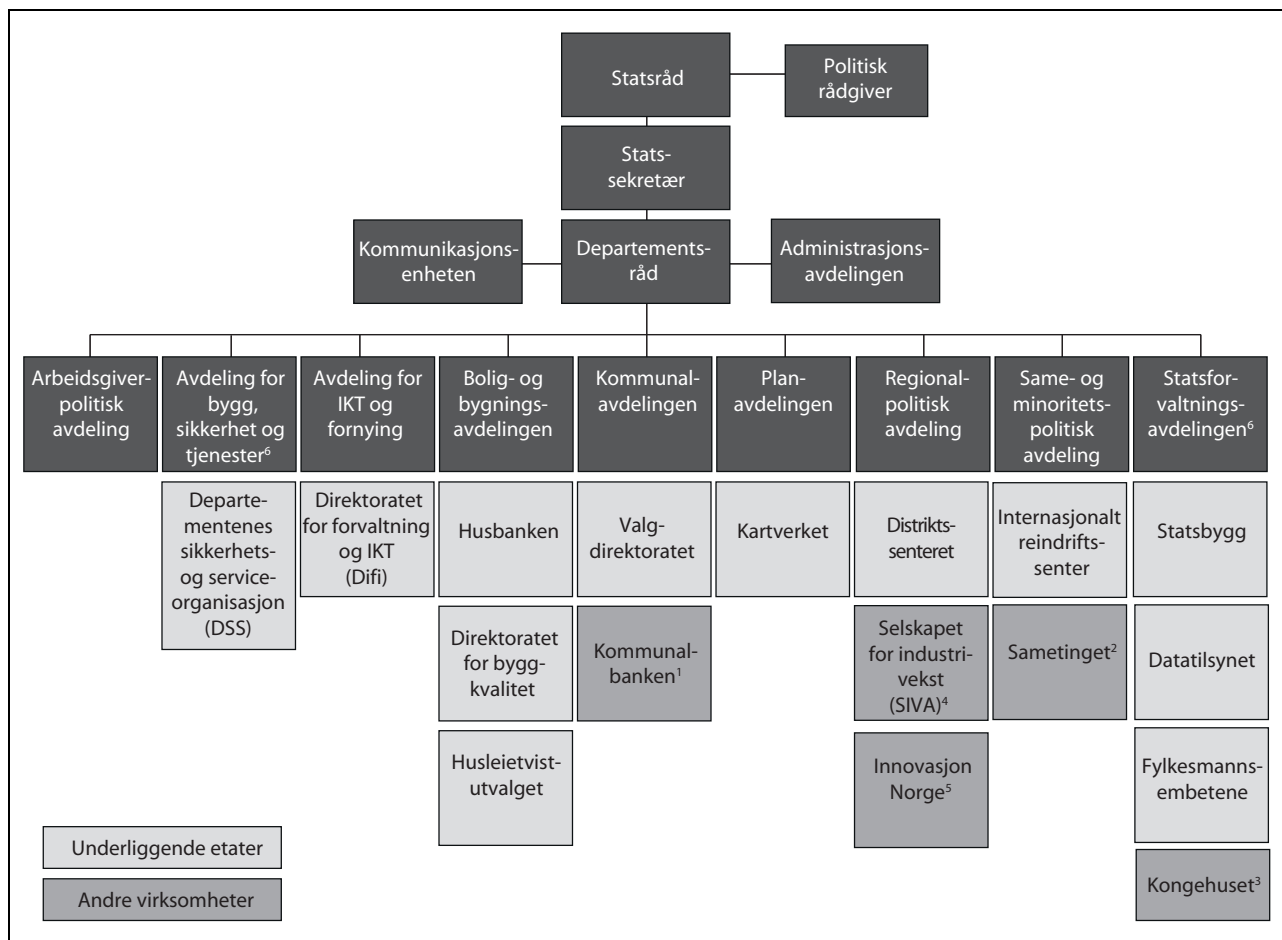 Statsråd
Politisk
rådgiver
Stats-
sekretær
Kommunikasjons-
enheten
Departements-
råd
Administrasjons-
avdelingen
Arbeidsgiver-
politisk
avdeling
Avdeling for
bygg,
sikkerhet og
tjenester⁶
Avdeling for
IKT og
fornying
Bolig- og
bygnings-
avdelingen
Kommunal-
avdelingen
Plan-
avdelingen
Regional-
politisk
avdeling
Same- og
minoritets-
politisk
avdeling
Statsfor-
valtnings-
avdelingen⁶
Departe-
mentenes
sikkerhets-
og service-
organisasjon
(DSS)
Direktoratet
for forvaltning
og IKT
(Difi)
Husbanken
Valg-
direktoratet
Kartverket
Distrikts-
senteret
Internasjonalt
reindrifts-
senter
Statsbygg
Direktoratet
for bygg-
kvalitet
Kommunal-
banken¹
Selskapet
for industri-
vekst
(SIVA)⁴
Sametinget²
Datatilsynet
Husleietvist-
utvalget
Innovasjon
Norge⁵
Fylkesmanns-
embetene
Kongehuset³
Underliggende etater
Andre virksomheter